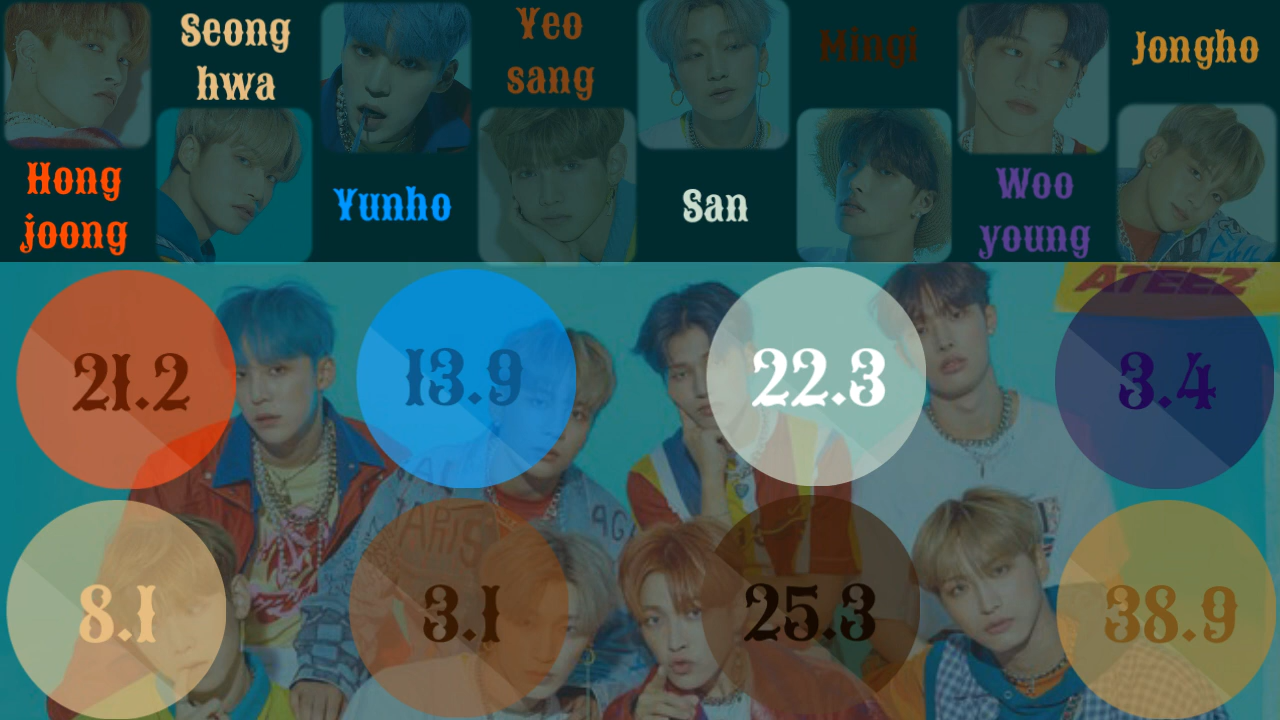 Seong
hwa
Yeo
sang
Mingi
Jongho
Hong
joong
Yunho
San
Woo
young
ATEEZ
21.2
13.9
22.3
3.4
8.1
3.1
25.3
38.9